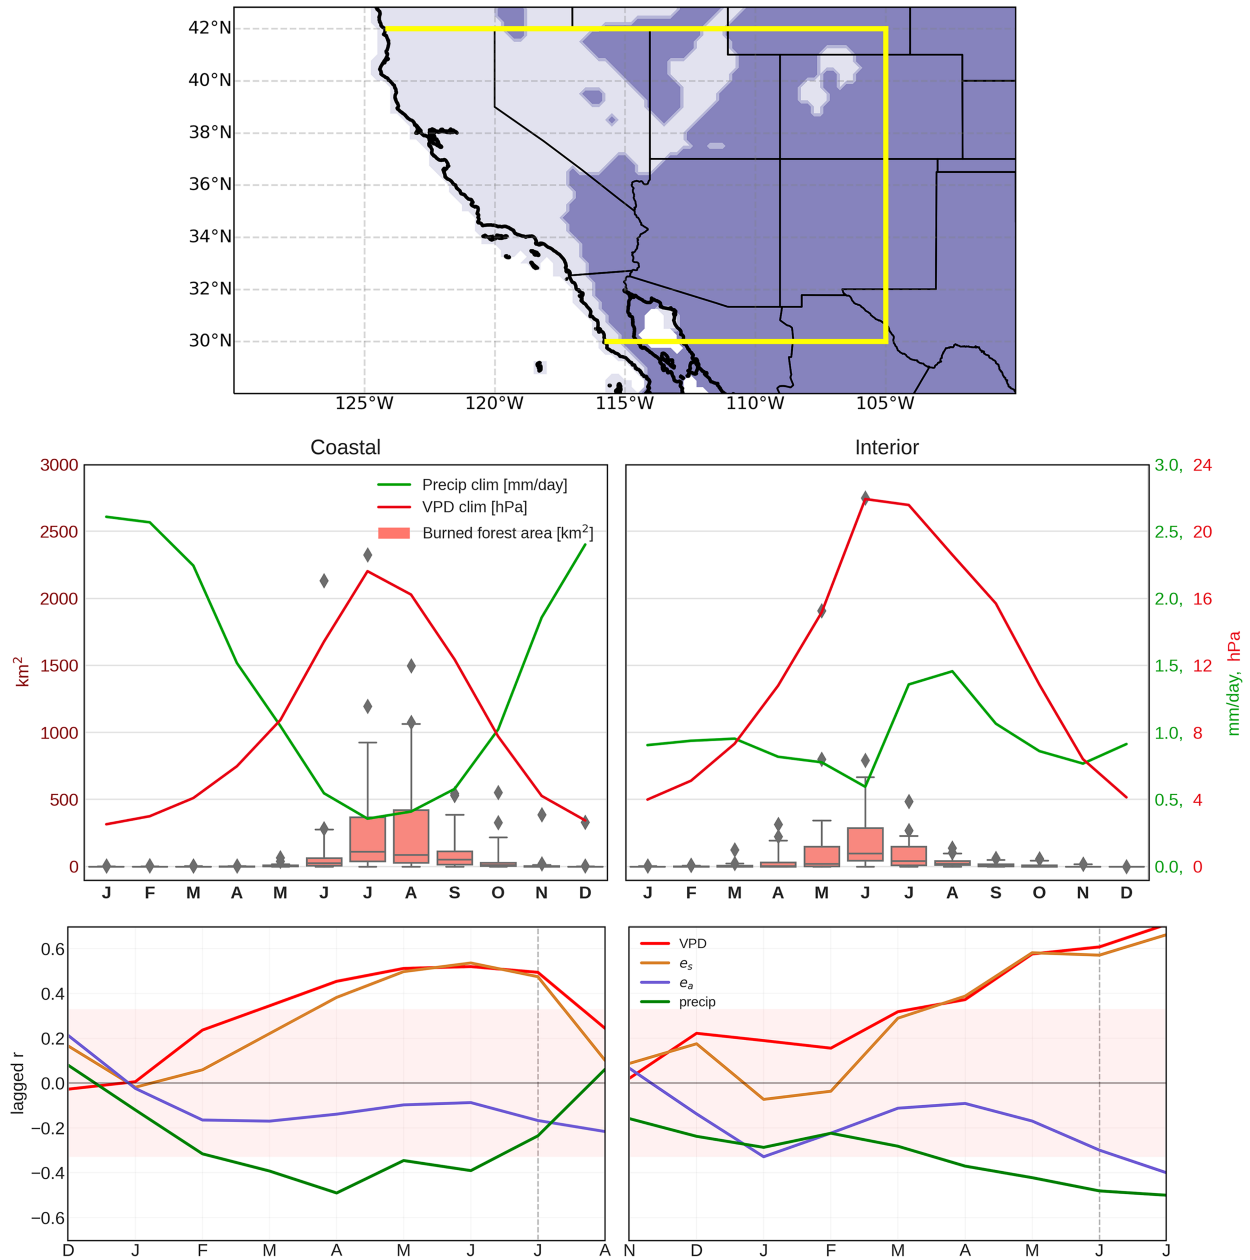 42°N
40°N
38°N
36°N
34°N
32°N
30°N
125°W 120°W 115°W 110°W 105°W
Coastal
Interior
3000
2500
2000
1500
1000
500
0
km²
Precip clim [mm/day]
VPD clim [hPa]
Burned forest area [km²]
3.0, 24
2.5, 20
2.0, 16
1.5, 12
1.0, 8
0.5, 4
0.0, 0
mm/day, hPa
J F M A M J J A S O N D
J F M A M J J A S O N D
0.6
0.4
0.2
0.0
−0.2
−0.4
−0.6
lagged r
VPD
eₛ
eₐ
precip
D J F M A M J J A
N D J F M A M J J